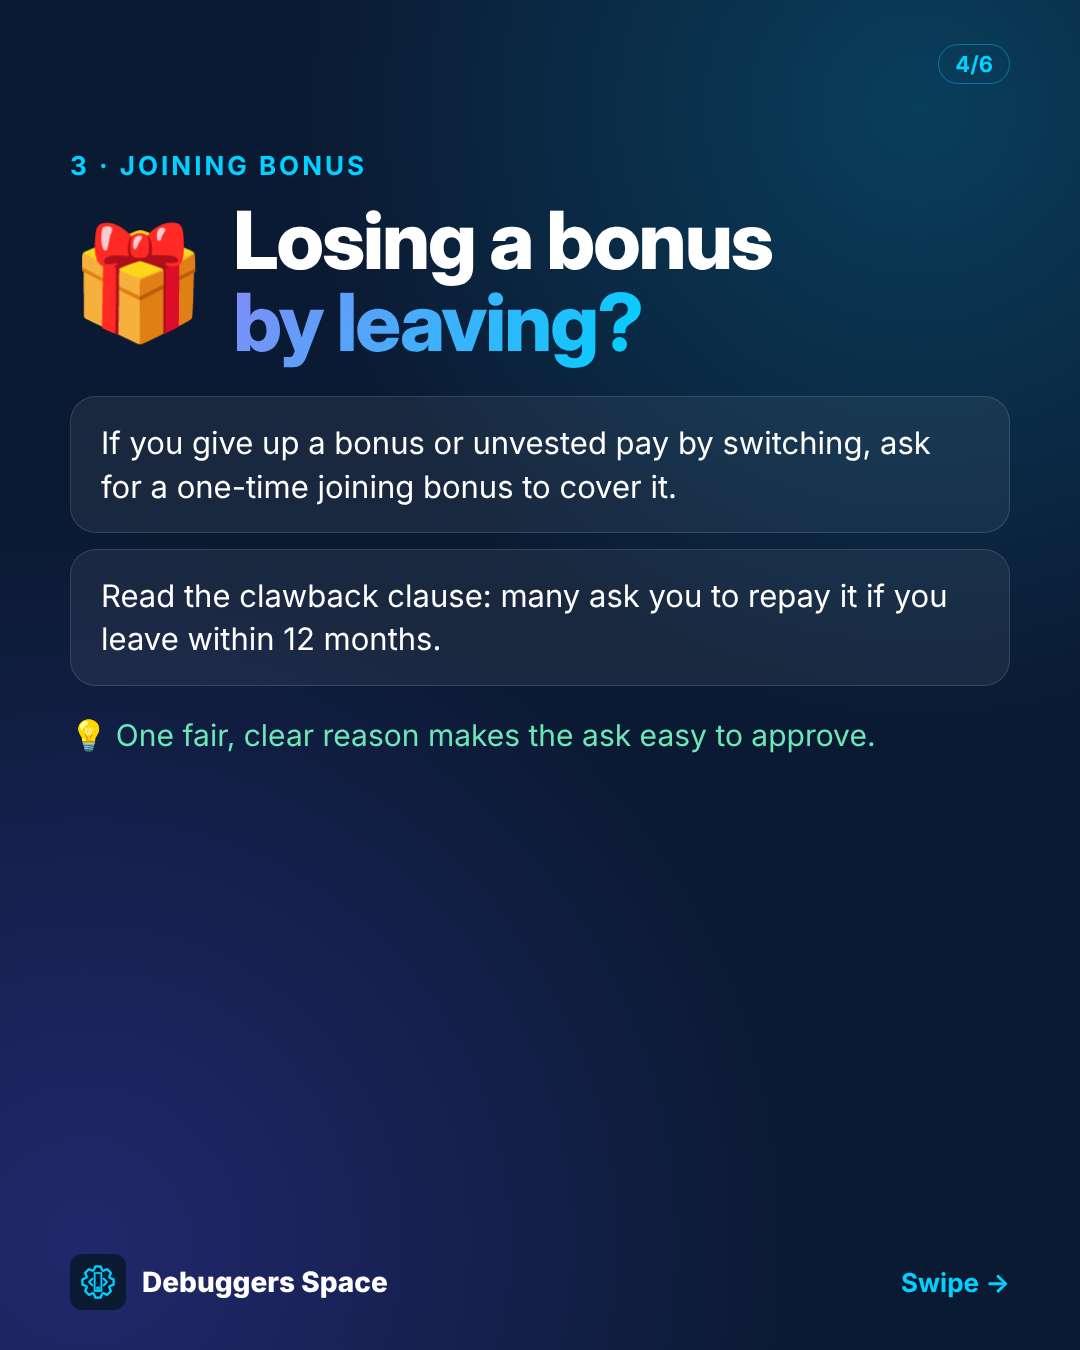 4/6
3 · JOINING BONUS
Losing a bonus
by leaving?
If you give up a bonus or unvested pay by switching, ask
for a one-time joining bonus to cover it.
Read the clawback clause: many ask you to repay it if you
leave within 12 months.
💡 One fair, clear reason makes the ask easy to approve.
Debuggers Space
Swipe →